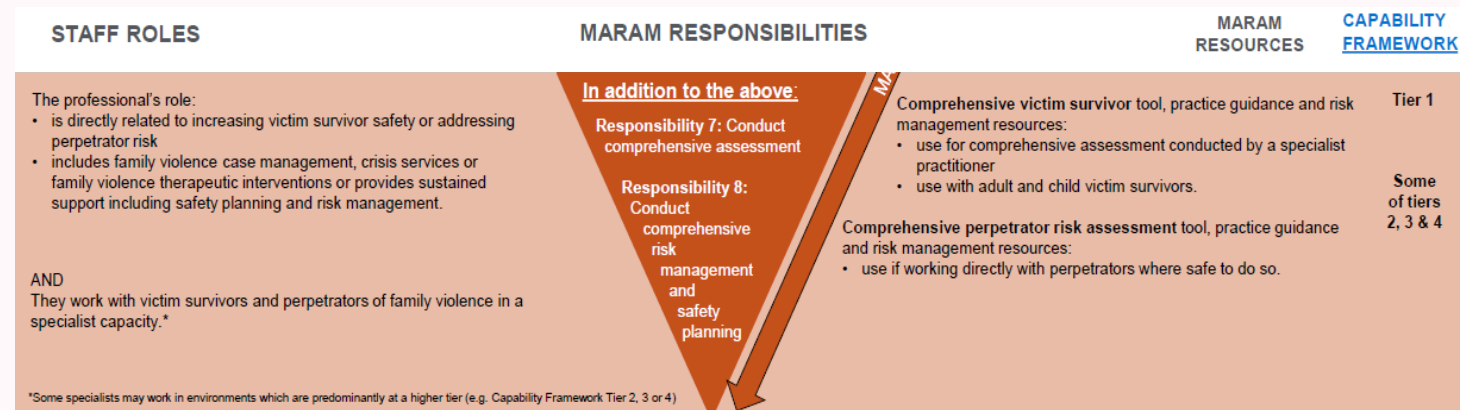 STAFF ROLES
MARAM RESPONSIBILITIES
MARAM
RESOURCES
CAPABILITY
FRAMEWORK
The professional's role:
• is directly related to increasing victim survivor safety or addressing
perpetrator risk
• includes family violence case management, crisis services or
family violence therapeutic interventions or provides sustained
support including safety planning and risk management.
AND
They work with victim survivors and perpetrators of family violence in a
specialist capacity.*
*Some specialists may work in environments which are predominantly at a higher tier (e.g. Capability Framework Tier 2, 3 or 4)
In addition to the above:
Responsibility 7: Conduct
comprehensive assessment
Responsibility 8:
Conduct
comprehensive
risk
management
and
safety
planning
MA
Comprehensive victim survivor tool, practice guidance and risk
management resources:
• use for comprehensive assessment conducted by a specialist
practitioner
• use with adult and child victim survivors.
Comprehensive perpetrator risk assessment tool, practice guidance
and risk management resources:
• use if working directly with perpetrators where safe to do so.
Tier 1
Some
of tiers
2, 3 & 4